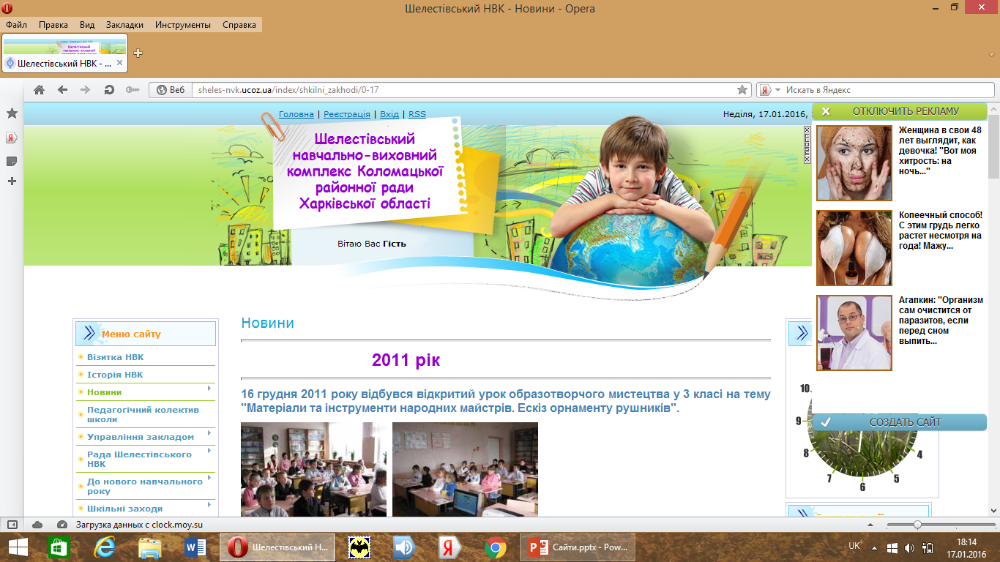 Шелестівський НВК - Новини - Opera
Файл Правка Вид Закладки Инструменты Справка
Шелестівський НВК - ...
Веб sheles-nvk.ucoz.ua/index/shkilni_zakhodi/0-17 Искать в Яндекс
Головна | Реєстрація | Вхід | RSS
Неділя, 17.01.2016,
Шелестівський
навчально-виховний
комплекс Коломацької
районної ради
Харківської області
Вітаю Вас Гість
ОТКЛЮЧИТЬ РЕКЛАМУ
Женщина в свои 48
лет выглядит, как
девочка! "Вот моя
хитрость: на
ночь..."
Копеечный способ!
С этим грудь легко
растет несмотря на
года! Мажу...
Агапкин: "Организм
сам очистится от
паразитов, если
перед сном
выпить...
СОЗДАТЬ САЙТ
Меню сайту
Візитка НВК
Історія НВК
Новини
Педагогічний колектив
школи
Управління закладом
Рада Шелестівського
НВК
До нового навчального
року
Шкільні заходи
Новини
2011 рік
16 грудня 2011 року відбувся відкритий урок образотворчого мистецтва у 3 класі на тему
"Матеріали та інструменти народних майстрів. Ескіз орнаменту рушників".
10
9
8
7
6
5
4
Загрузка данных с clock.moy.su
Шелестівський Н...
Сайти.pptx - Pow...
UK
18:14
17.01.2016